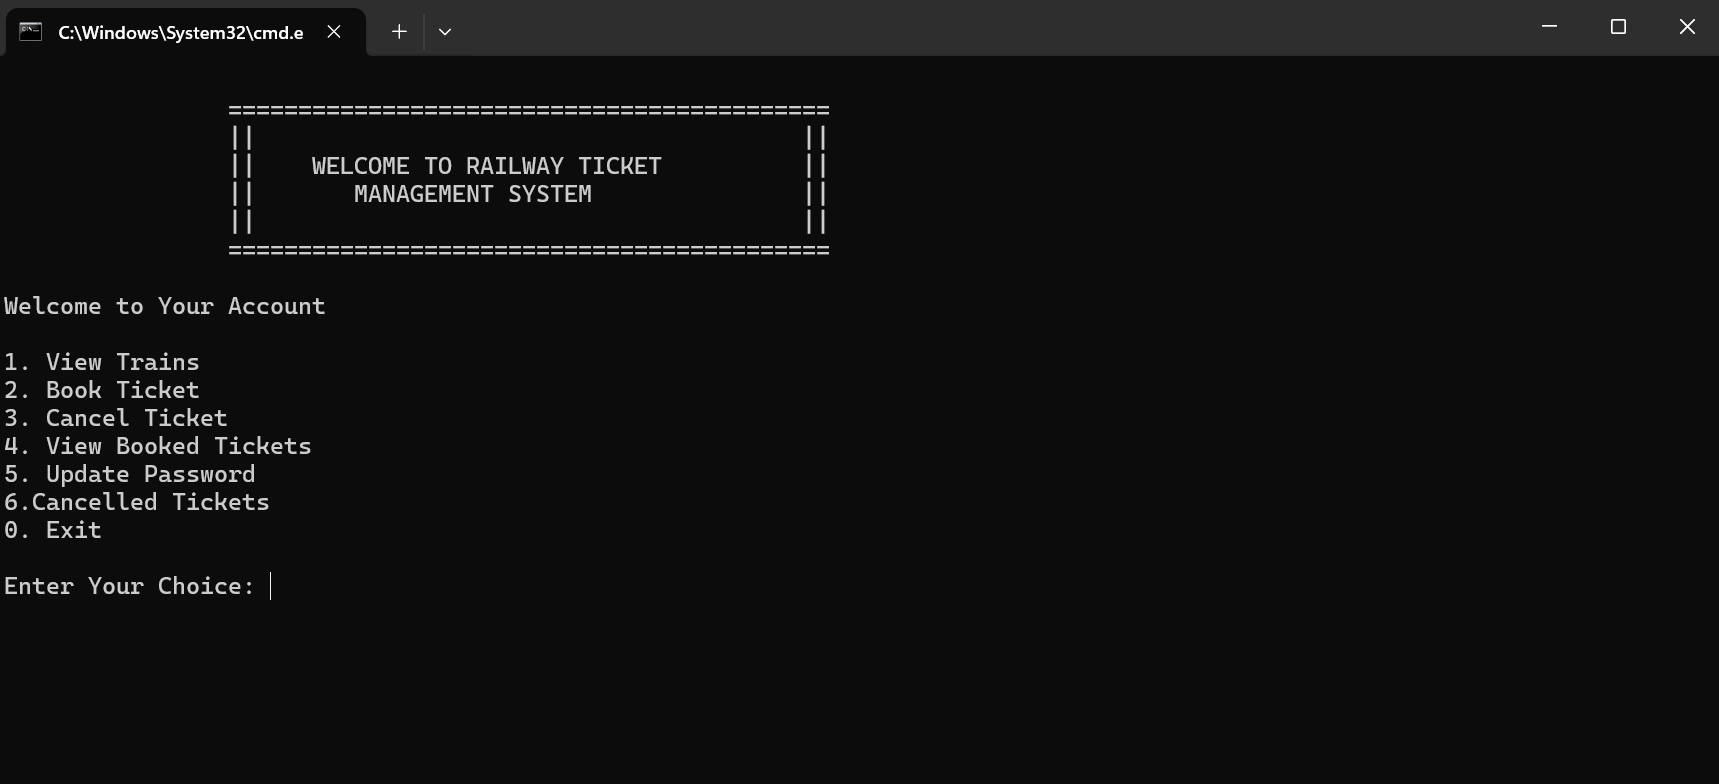 C:\Windows\System32\cmd.e
===========================================
||                                       ||
||    WELCOME TO RAILWAY TICKET          ||
||       MANAGEMENT SYSTEM               ||
||                                       ||
===========================================
Welcome to Your Account
1. View Trains
2. Book Ticket
3. Cancel Ticket
4. View Booked Tickets
5. Update Password
6.Cancelled Tickets
0. Exit
Enter Your Choice: